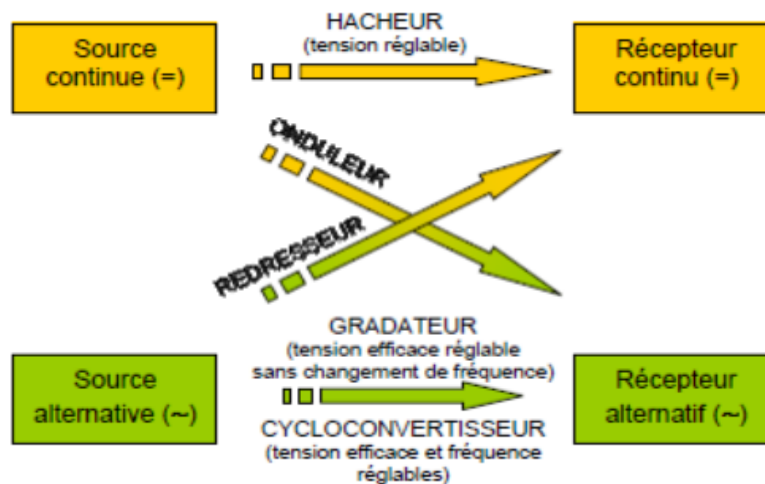 HACHEUR
(tension réglable)
Source
continue (=)
Récepteur
continu (=)
ONDULEUR
REDRESSEUR
GRADATEUR
(tension efficace réglable
sans changement de fréquence)
Source
alternative (~)
Récepteur
alternatif (~)
CYCLOCONVERTISSEUR
(tension efficace et fréquence
réglables)